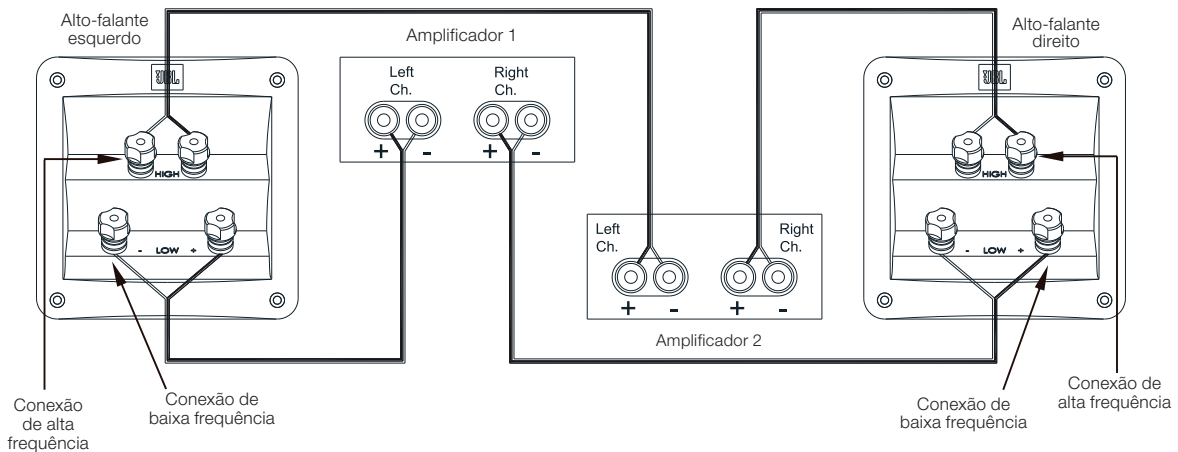 Alto-falante
esquerdo
Amplificador 1
Alto-falante
direito
JBL
Left
Ch.
Right
Ch.
+ -
+ -
JBL
HIGH
HIGH
- LOW +
- LOW +
Left
Ch.
Right
Ch.
+ -
+ -
Amplificador 2
Conexão
de alta
frequência
Conexão de
baixa frequência
Conexão de
baixa frequência
Conexão de
alta frequência